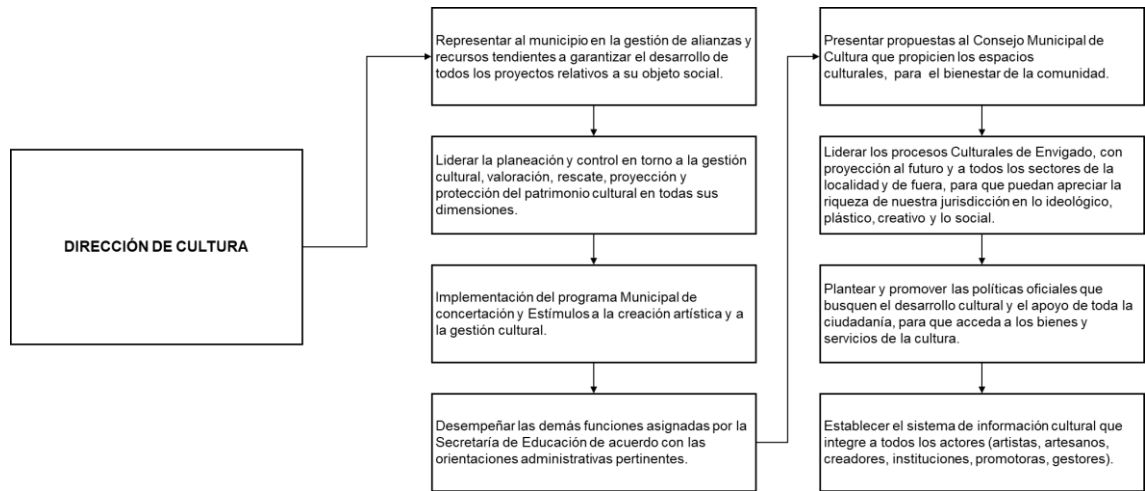 DIRECCIÓN DE CULTURA
Representar al municipio en la gestión de alianzas y
recursos tendientes a garantizar el desarrollo de
todos los proyectos relativos a su objeto social.
Liderar la planeación y control en torno a la gestión
cultural, valoración, rescate, proyección y
protección del patrimonio cultural en todas sus
dimensiones.
Implementación del programa Municipal de
concertación y Estímulos a la creación artística y a
la gestión cultural.
Desempeñar las demás funciones asignadas por la
Secretaría de Educación de acuerdo con las
orientaciones administrativas pertinentes.
Presentar propuestas al Consejo Municipal de
Cultura que propicien los espacios
culturales, para el bienestar de la comunidad.
Liderar los procesos Culturales de Envigado, con
proyección al futuro y a todos los sectores de la
localidad y de fuera, para que puedan apreciar la
riqueza de nuestra jurisdicción en lo ideológico,
plástico, creativo y lo social.
Plantear y promover las políticas oficiales que
busquen el desarrollo cultural y el apoyo de toda la
ciudadanía, para que acceda a los bienes y
servicios de la cultura.
Establecer el sistema de información cultural que
integre a todos los actores (artistas, artesanos,
creadores, instituciones, promotoras, gestores).